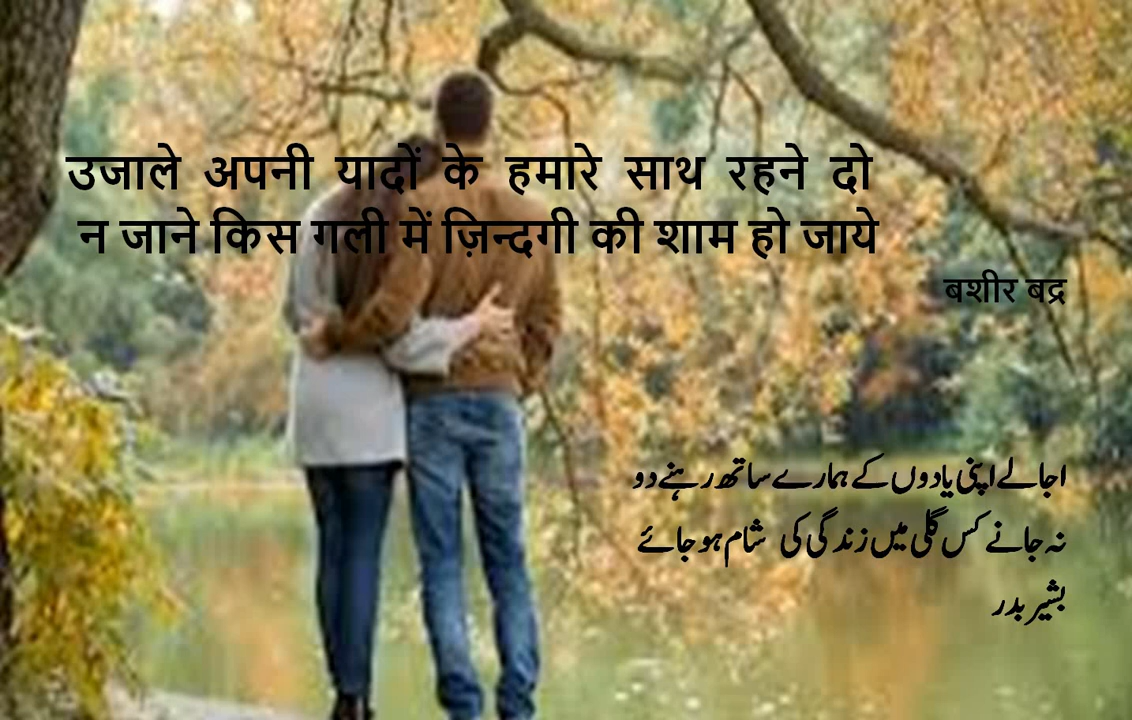 उजाले अपनी यादों के हमारे साथ रहने दो
न जाने किस गली में ज़िन्दगी की शाम हो जाये
बशीर बद्र
اجالے اپنی یادوں کے ہمارے ساتھ رہنے دو
نہ جانے کس گلی میں زندگی کی شام ہو جائے
بشیر بدر